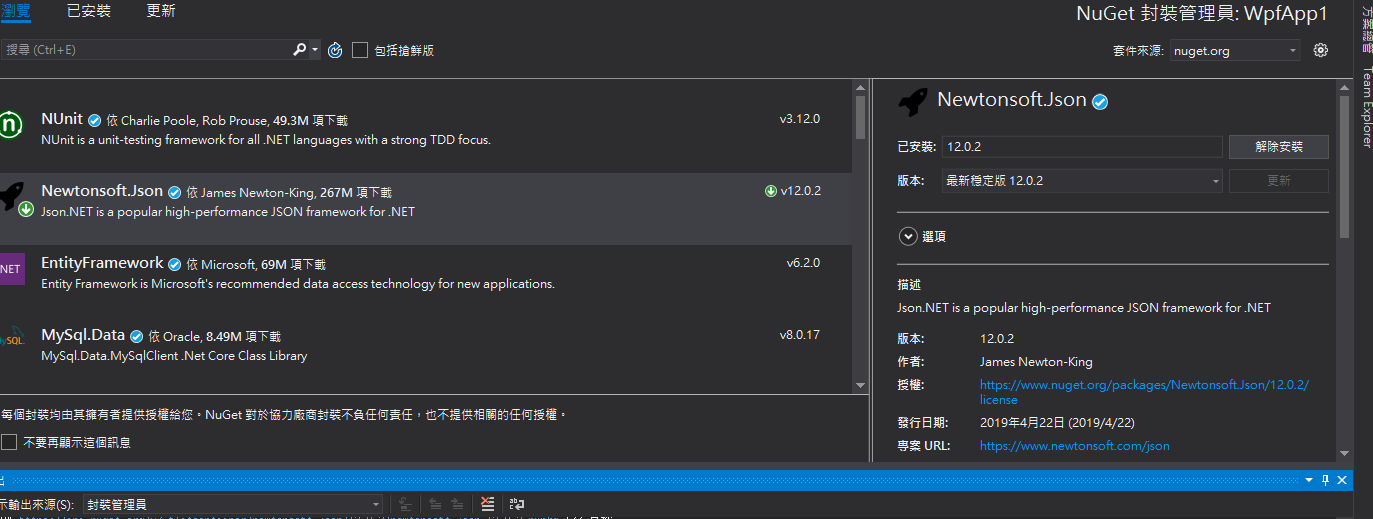 瀏覽 已安裝 更新
NuGet 封裝管理員: WpfApp1
搜尋 (Ctrl+E)
包括搶鮮版
套件來源: nuget.org
NUnit 依 Charlie Poole, Rob Prouse, 49.3M 項下載 v3.12.0
NUnit is a unit-testing framework for all .NET languages with a strong TDD focus.
Newtonsoft.Json 依 James Newton-King, 267M 項下載 v12.0.2
Json.NET is a popular high-performance JSON framework for .NET
NET
EntityFramework 依 Microsoft, 69M 項下載 v6.2.0
Entity Framework is Microsoft's recommended data access technology for new applications.
MySql.Data 依 Oracle, 8.49M 項下載 v8.0.17
MySql.Data.MySqlClient .Net Core Class Library
每個封裝均由其擁有者提供授權給您。NuGet 對於協力廠商封裝不負任何責任，也不提供相關的任何授權。
不要再顯示這個訊息
Newtonsoft.Json
已安裝: 12.0.2 解除安裝
版本: 最新穩定版 12.0.2 更新
選項
描述
Json.NET is a popular high-performance JSON framework for .NET
版本: 12.0.2
作者: James Newton-King
授權: https://www.nuget.org/packages/Newtonsoft.Json/12.0.2/
license
發行日期: 2019年4月22日 (2019/4/22)
專案 URL: https://www.newtonsoft.com/json
方案總管
Team Explorer
示輸出來源(S): 封裝管理員